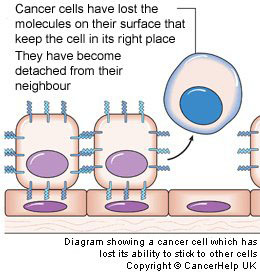 Cancer cells have lost the
molecules on their surface that
keep the cell in its right place
They have become
detached from their
neighbour
Diagram showing a cancer cell which has
lost its ability to stick to other cells
Copyright © CancerHelp UK